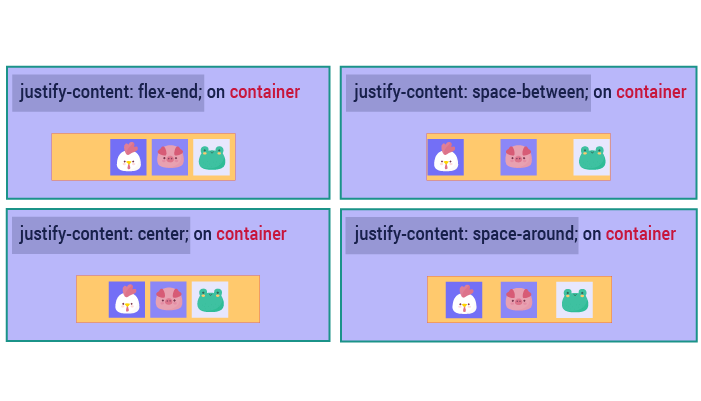 justify-content: flex-end; on container
justify-content: space-between; on container
justify-content: center; on container
justify-content: space-around; on container